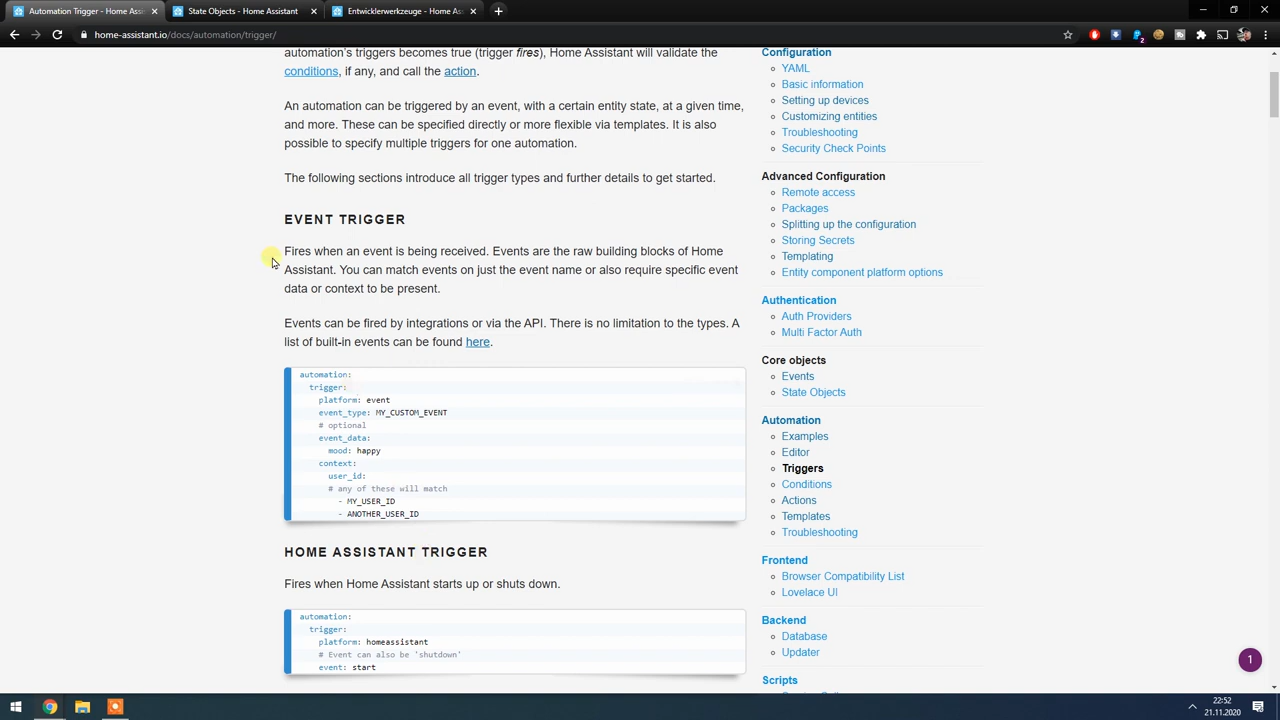 Automation Trigger - Home Assis
State Objects - Home Assistant
Entwicklerwerkzeuge - Home Ass
home-assistant.io/docs/automation/trigger/
automation's triggers becomes true (trigger fires), Home Assistant will validate the
conditions, if any, and call the action.
An automation can be triggered by an event, with a certain entity state, at a given time,
and more. These can be specified directly or more flexible via templates. It is also
possible to specify multiple triggers for one automation.
The following sections introduce all trigger types and further details to get started.
EVENT TRIGGER
Fires when an event is being received. Events are the raw building blocks of Home
Assistant. You can match events on just the event name or also require specific event
data or context to be present.
Events can be fired by integrations or via the API. There is no limitation to the types. A
list of built-in events can be found here.
automation:
trigger:
platform: event
event_type: MY_CUSTOM_EVENT
# optional
event_data:
mood: happy
context:
user_id:
# any of these will match
- MY_USER_ID
- ANOTHER_USER_ID
HOME ASSISTANT TRIGGER
Fires when Home Assistant starts up or shuts down.
automation:
trigger:
platform: homeassistant
# Event can also be 'shutdown'
event: start
Configuration
YAML
Basic information
Setting up devices
Customizing entities
Troubleshooting
Security Check Points
Advanced Configuration
Remote access
Packages
Splitting up the configuration
Storing Secrets
Templating
Entity component platform options
Authentication
Auth Providers
Multi Factor Auth
Core objects
Events
State Objects
Automation
Examples
Editor
Triggers
Conditions
Actions
Templates
Troubleshooting
Frontend
Browser Compatibility List
Lovelace UI
Backend
Database
Updater
Scripts
1
22:52
21.11.2020